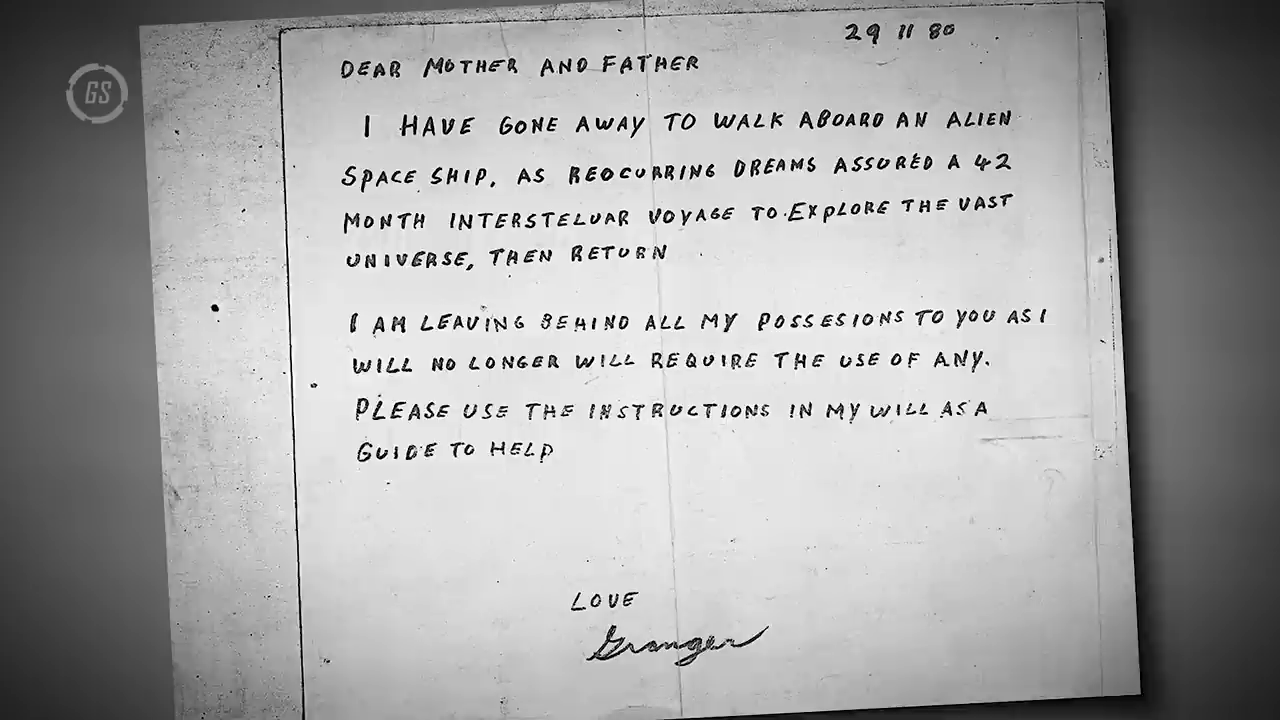 GS
29 11 80
DEAR MOTHER AND FATHER
I HAVE GONE AWAY TO WALK ABOARD AN ALIEN
SPACE SHIP, AS REOCURRING DREAMS ASSURED A 42
MONTH INTERSTELUAR VOYAGE TO EXPLORE THE VAST
UNIVERSE, THEN RETURN
I AM LEAVING BEHIND ALL MY POSSESIONS TO YOU AS I
WILL NO LONGER WILL REQUIRE THE USE OF ANY.
PLEASE USE THE INSTRUCTIONS IN MY WILL AS A
GUIDE TO HELP
LOVE
Granger